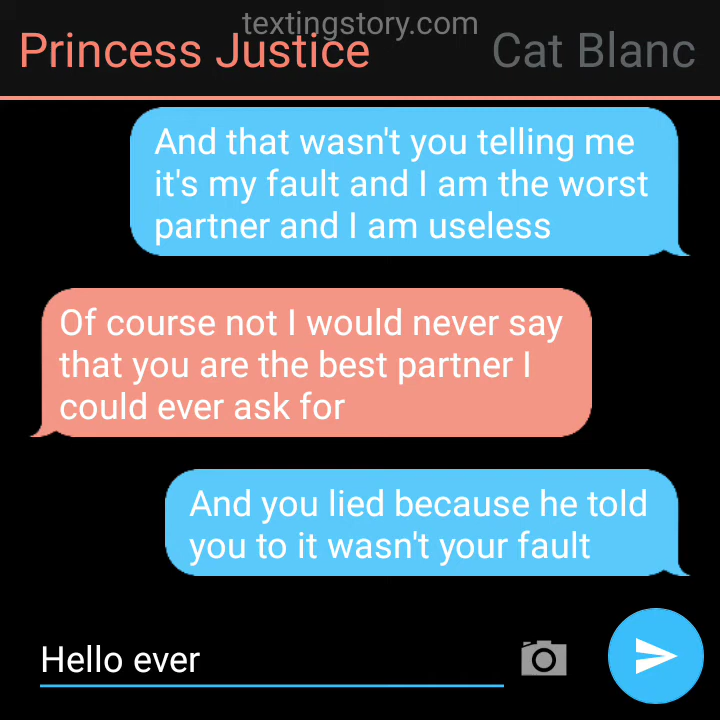 textingstory.com
Princess Justice Cat Blanc
And that wasn't you telling me
it's my fault and I am the worst
partner and I am useless
Of course not I would never say
that you are the best partner I
could ever ask for
And you lied because he told
you to it wasn't your fault
Hello ever